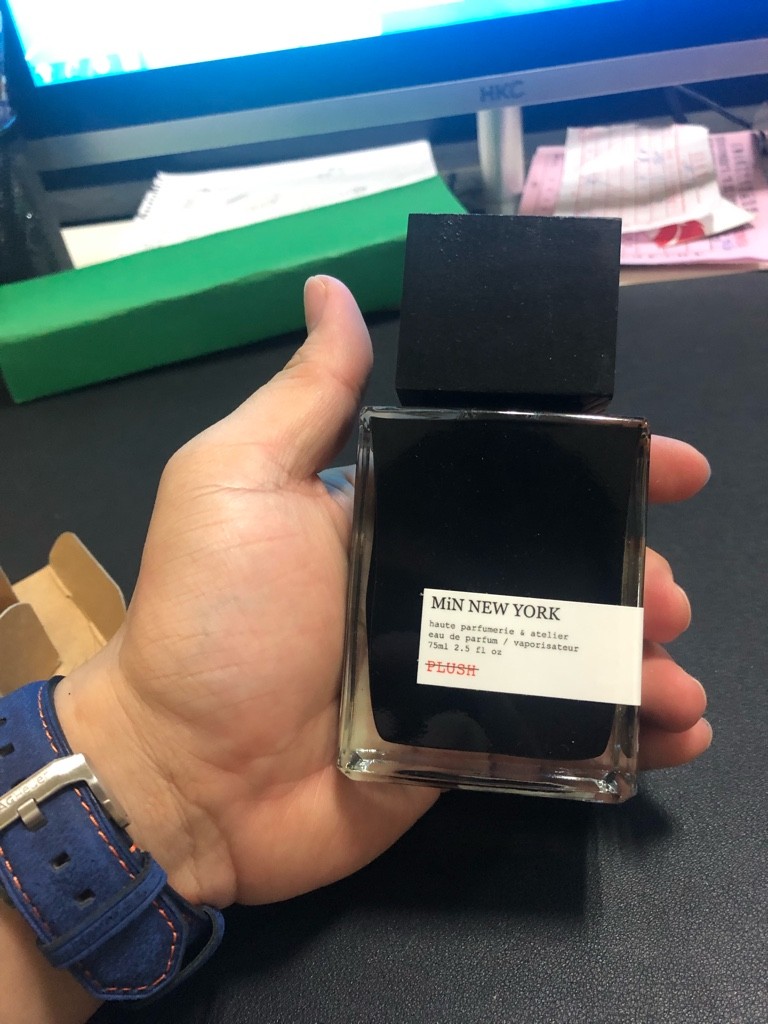 HKC
MiN NEW YORK
haute parfumerie & atelier
eau de parfum / vaporisateur
75ml 2.5 fl oz
PLUSH